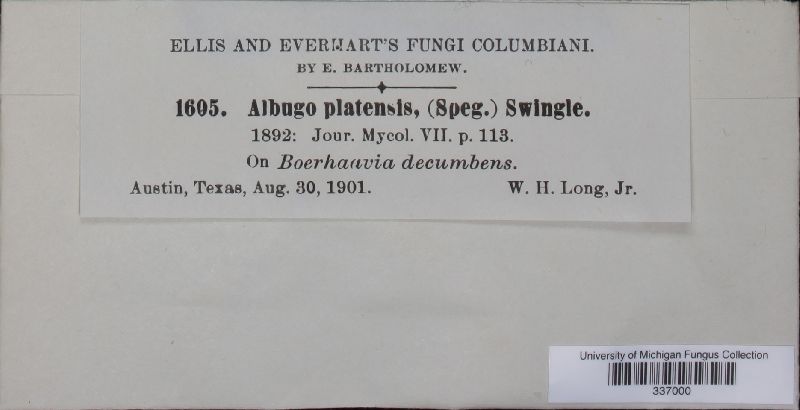 ELLIS AND EVERHART'S FUNGI COLUMBIANI.
BY E. BARTHOLOMEW.
1605. Albugo platensis, (Speg.) Swingle.
1892: Jour. Mycol. VII. p. 113.
On Boerhaavia decumbens.
Austin, Texas, Aug. 30, 1901. W. H. Long, Jr.
University of Michigan Fungus Collection
337000